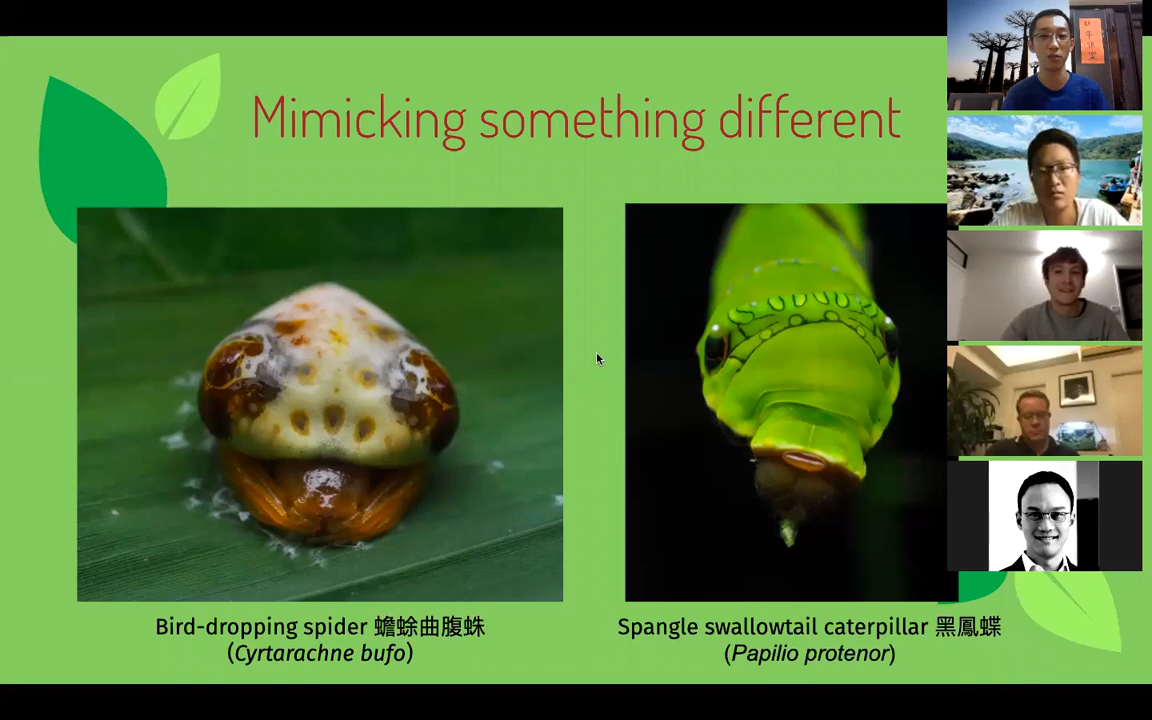 Mimicking something different
Bird-dropping spider 蟾蜍曲腹蛛
(Cyrtarachne bufo)
Spangle swallowtail caterpillar 黑鳳蝶
(Papilio protenor)